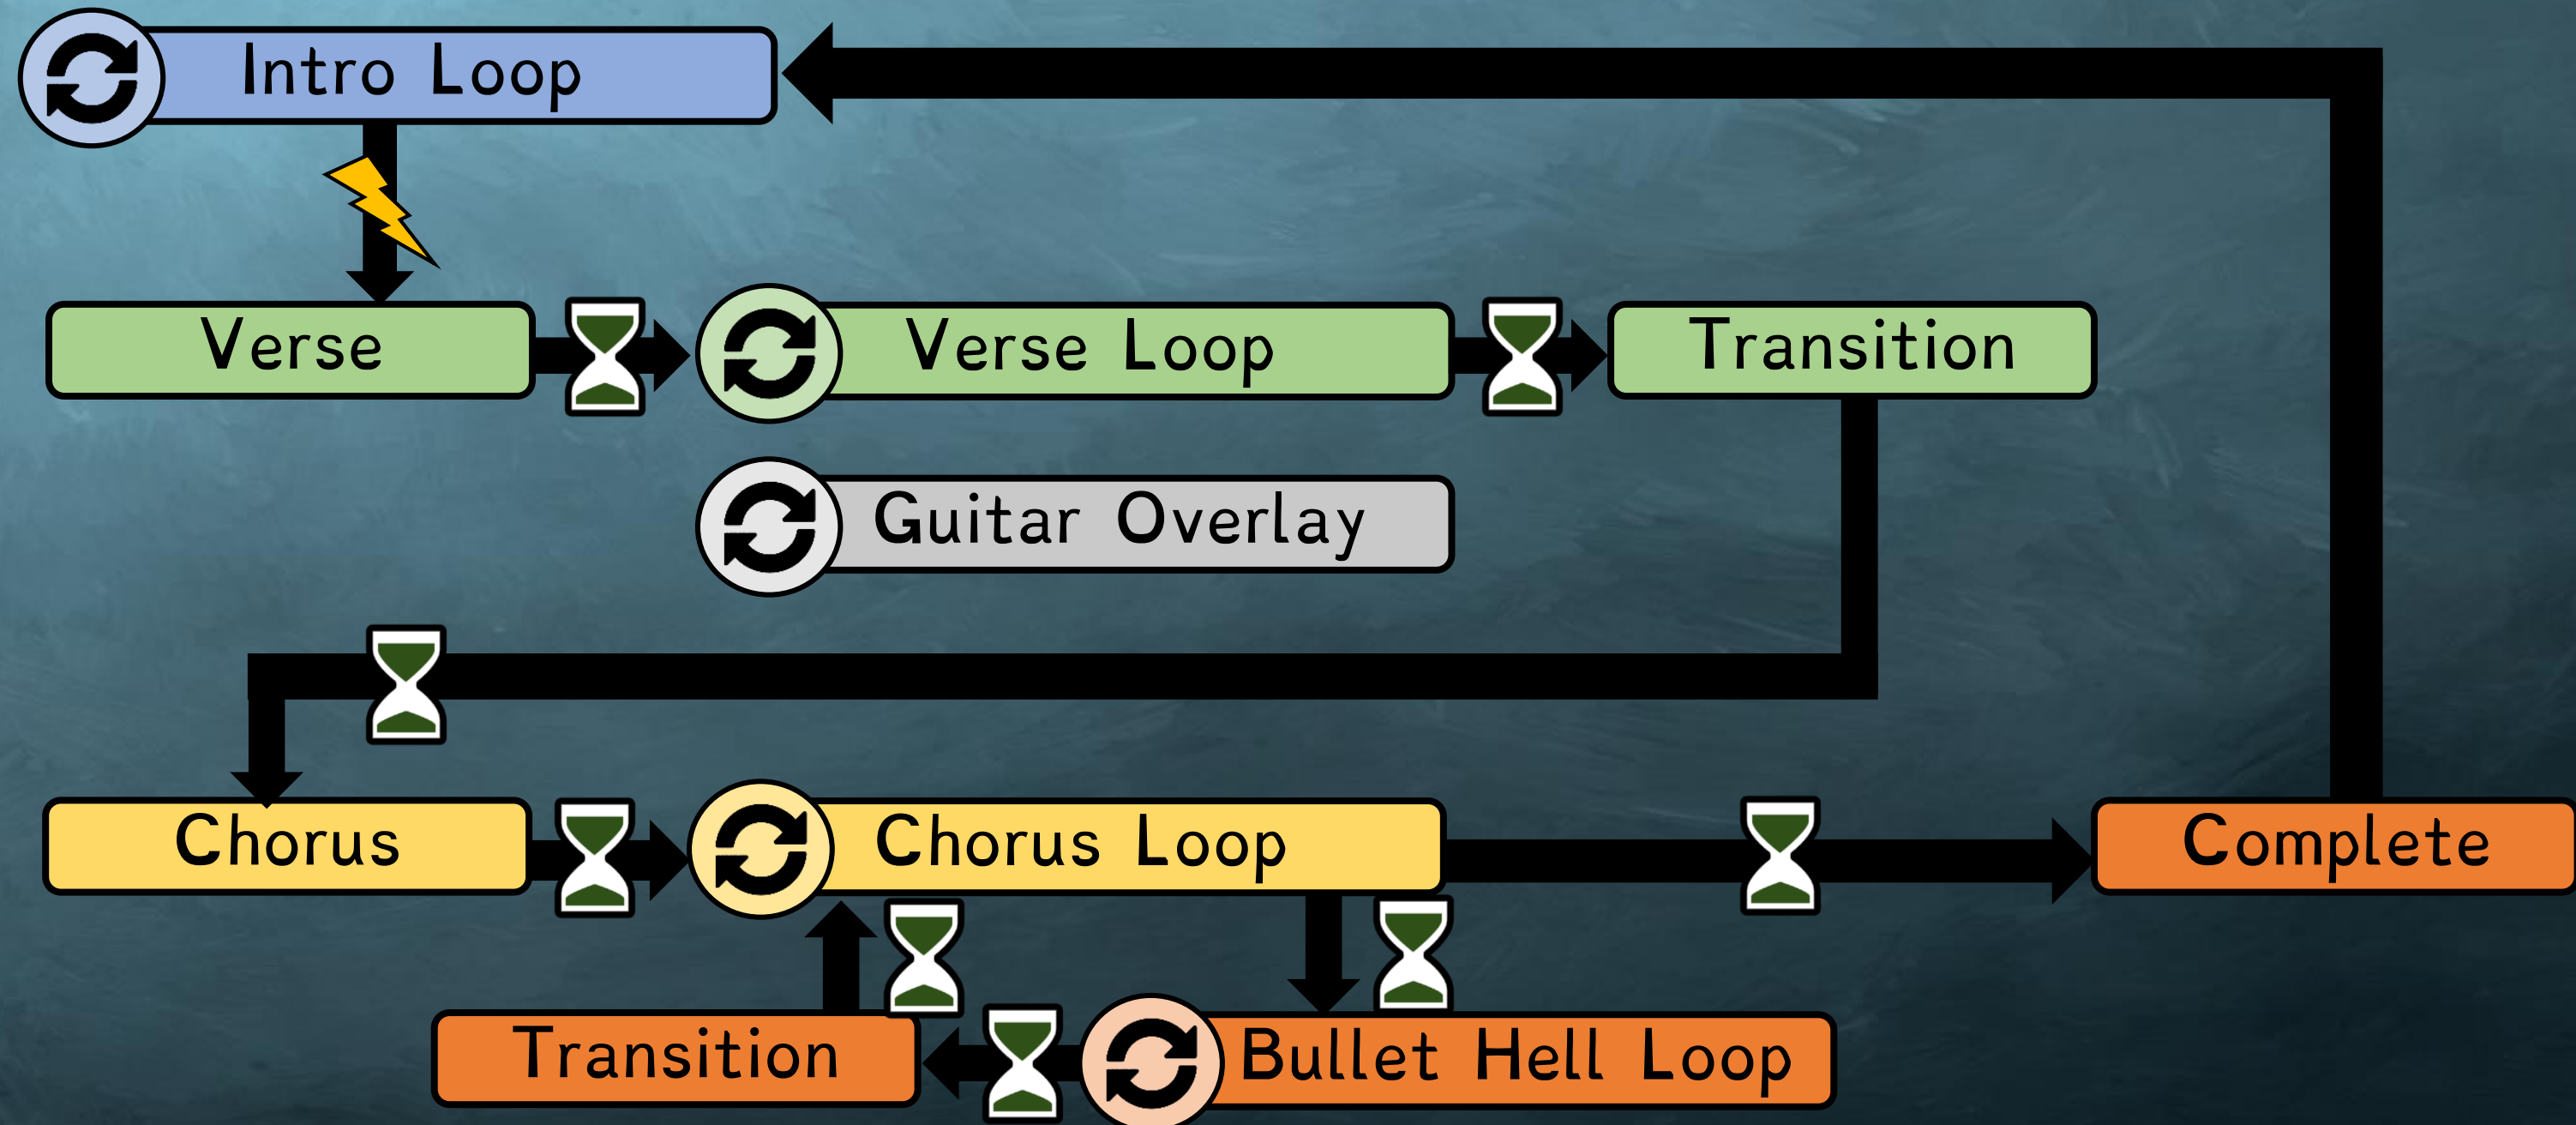 Intro Loop
Verse
Verse Loop
Transition
Guitar Overlay
Chorus
Chorus Loop
Complete
Transition
Bullet Hell Loop